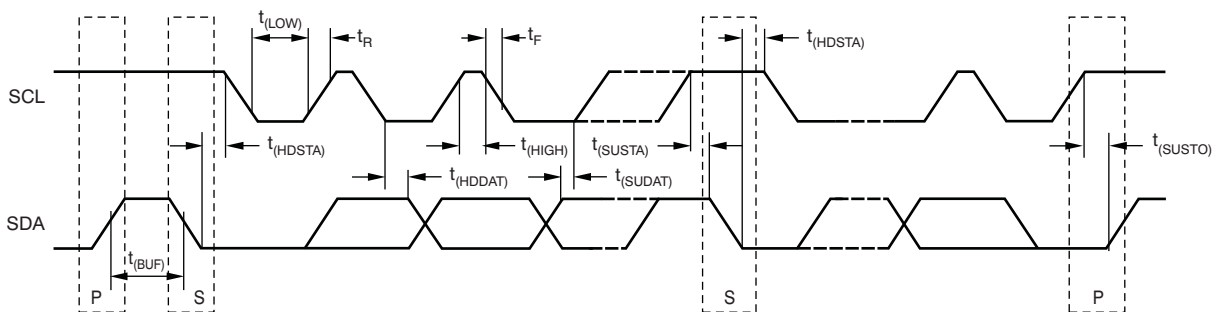 t(LOW)
tR
tF
t(HDSTA)
SCL
t(HDSTA)
t(HDDAT)
t(HIGH)
t(SUDAT)
t(SUSTA)
t(SUSTO)
SDA
t(BUF)
P
S
S
P